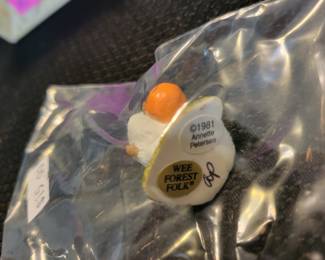 ©1981
Annette
Petersen
WEE
FOREST
FOLK®